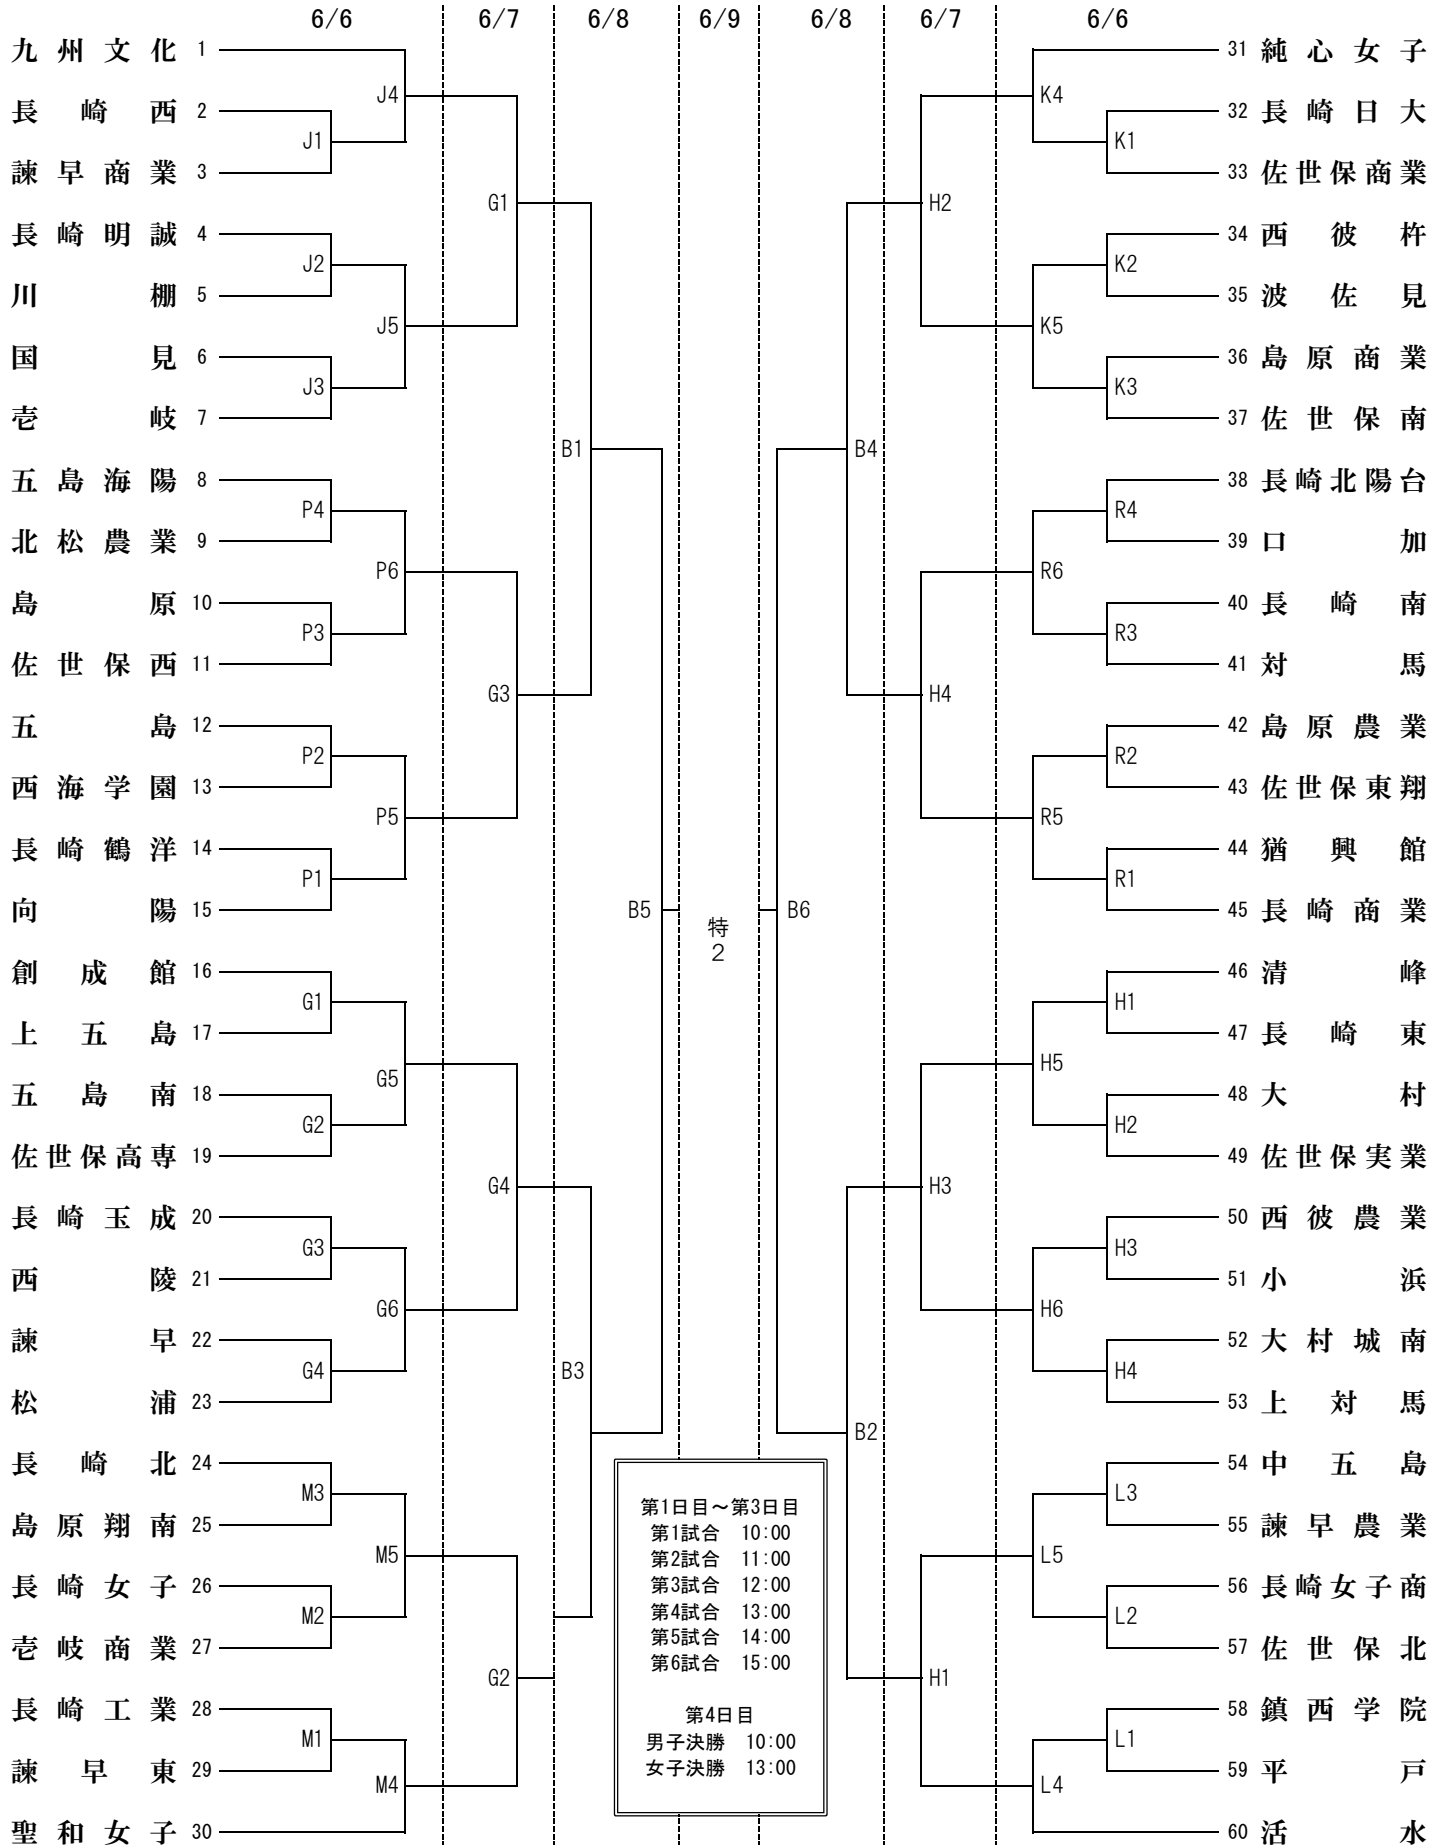 6/6 6/7 6/8 6/9 6/8 6/7 6/6
九州文化 1
31 純心女子
J4
K4
長崎西 2
32 長崎日大
J1
K1
諫早商業 3
33 佐世保商業
G1
H2
長崎明誠 4
34 西彼杵
J2
K2
川棚 5
35 波佐見
J5
K5
国見 6
36 島原商業
J3
K3
壱岐 7
37 佐世保南
B1
B4
五島海陽 8
38 長崎北陽台
P4
R4
北松農業 9
39 口加
P6
R6
島原 10
40 長崎南
P3
R3
佐世保西 11
41 対馬
G3
H4
五島 12
42 島原農業
P2
R2
西海学園 13
43 佐世保東翔
P5
R5
長崎鶴洋 14
44 猶興館
P1
R1
向陽 15
45 長崎商業
B5
特2
B6
創成館 16
46 清峰
G1
H1
上五島 17
47 長崎東
G5
H5
五島南 18
48 大村
G2
H2
佐世保高専 19
49 佐世保実業
G4
H3
長崎玉成 20
50 西彼農業
G3
H3
西陵 21
51 小浜
G6
H6
諫早 22
52 大村城南
G4
H4
B3
松浦 23
53 上対馬
B2
長崎北 24
54 中五島
M3
L3
島原翔南 25
55 諫早農業
M5
L5
長崎女子 26
56 長崎女子商
M2
L2
壱岐商業 27
57 佐世保北
G2
H1
長崎工業 28
58 鎮西学院
M1
L1
諫早東 29
59 平戸
M4
L4
聖和女子 30
60 活水
第1日目～第3日目
第1試合 10:00
第2試合 11:00
第3試合 12:00
第4試合 13:00
第5試合 14:00
第6試合 15:00
第4日目
男子決勝 10:00
女子決勝 13:00